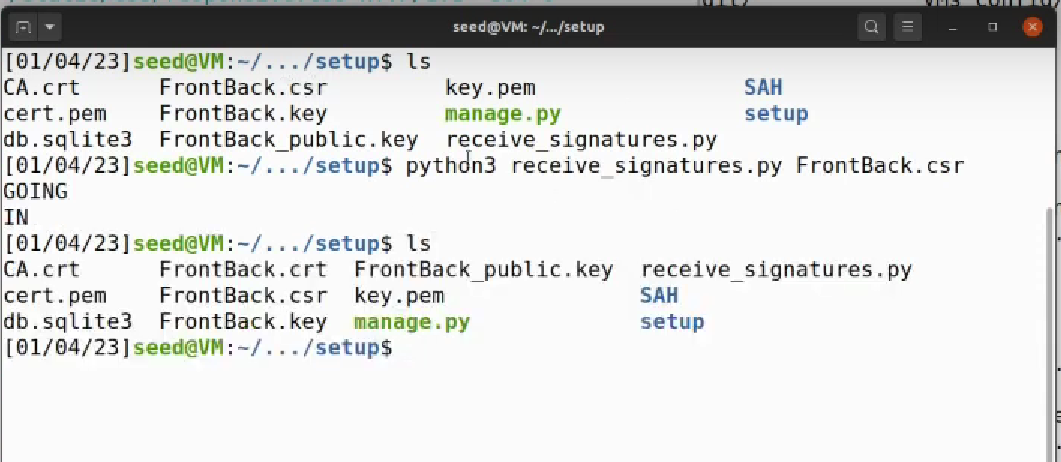 seed@VM: ~/.../setup
[01/04/23]seed@VM:~/.../setup$ ls
CA.crt FrontBack.csr key.pem SAH
cert.pem FrontBack.key manage.py setup
db.sqlite3 FrontBack_public.key receive_signatures.py
[01/04/23]seed@VM:~/.../setup$ python3 receive_signatures.py FrontBack.csr
GOING
IN
[01/04/23]seed@VM:~/.../setup$ ls
CA.crt FrontBack.crt FrontBack_public.key receive_signatures.py
cert.pem FrontBack.csr key.pem SAH
db.sqlite3 FrontBack.key manage.py setup
[01/04/23]seed@VM:~/.../setup$